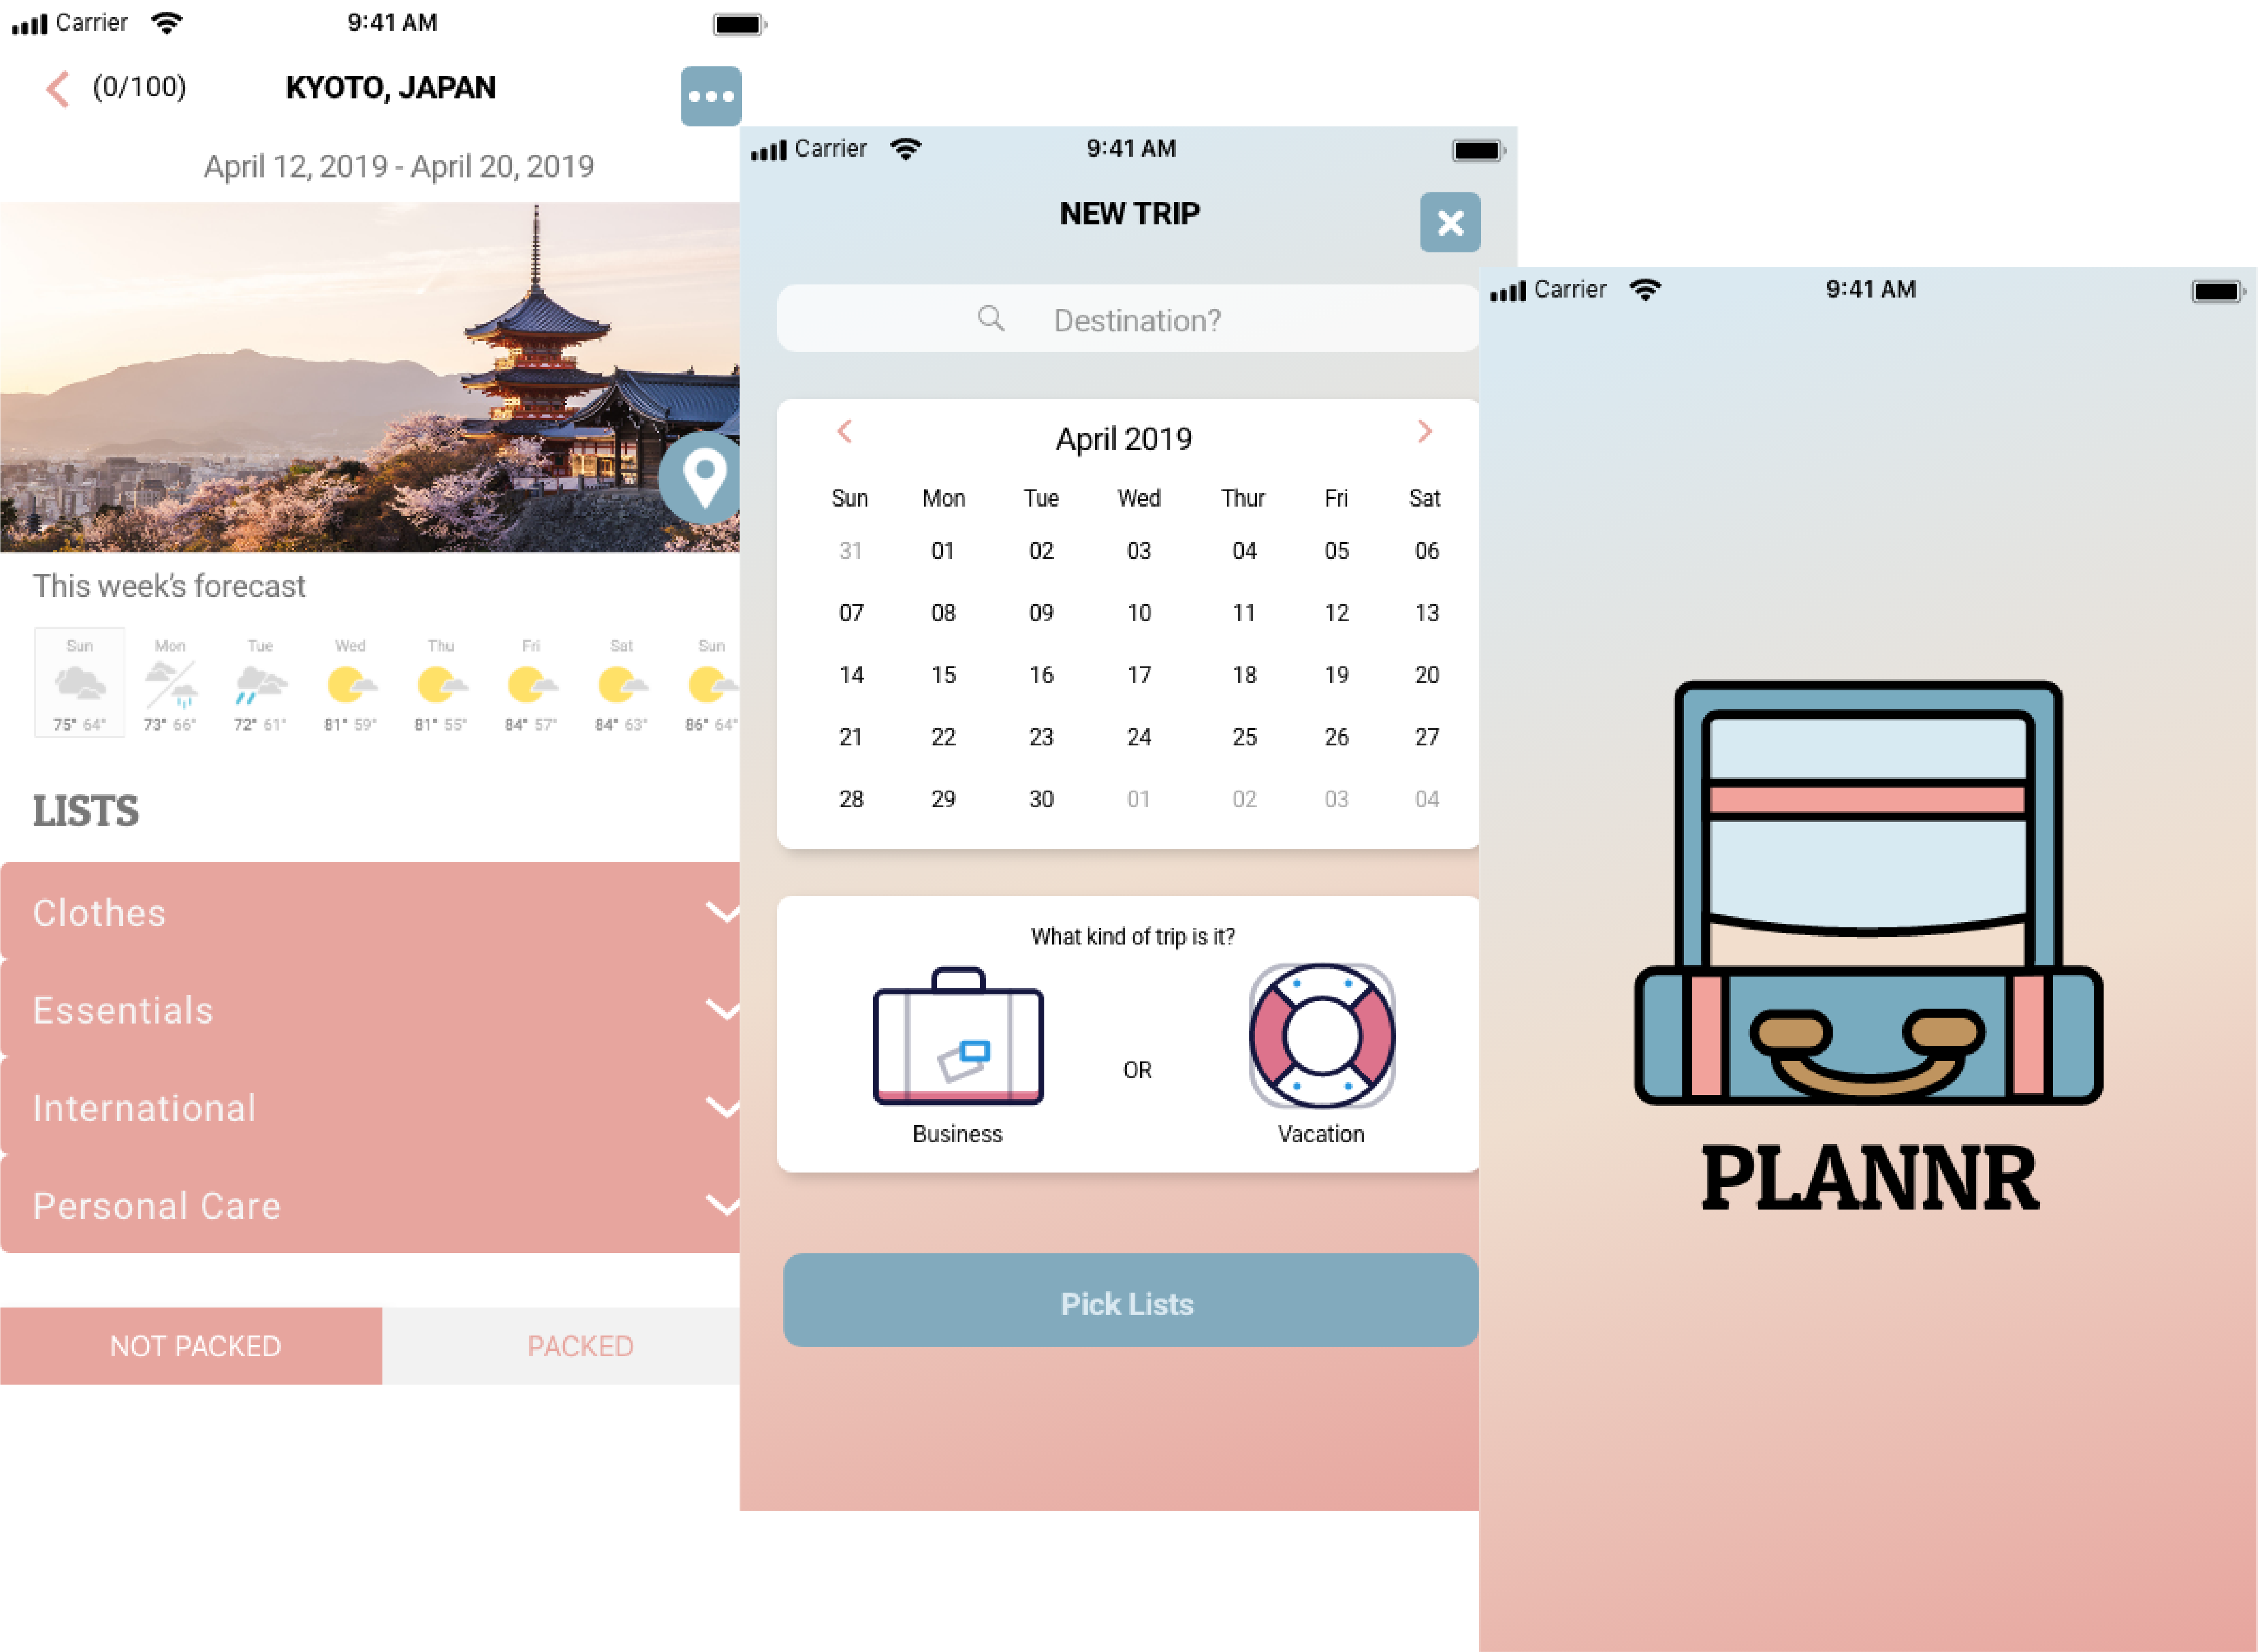 Carrier 9:41 AM
(0/100) KYOTO, JAPAN
April 12, 2019 - April 20, 2019
This week's forecast
Sun Mon Tue Wed Thu Fri Sat Sun
75° 64° 73° 66° 72° 61° 81° 59° 81° 55° 84° 57° 84° 63° 86° 64°
LISTS
Clothes
Essentials
International
Personal Care
NOT PACKED PACKED
Carrier 9:41 AM
NEW TRIP
Destination?
April 2019
Sun Mon Tue Wed Thur Fri Sat
31 01 02 03 04 05 06
07 08 09 10 11 12 13
14 15 16 17 18 19 20
21 22 23 24 25 26 27
28 29 30 01 02 03 04
What kind of trip is it?
OR
Business Vacation
Pick Lists
Carrier 9:41 AM
PLANNR